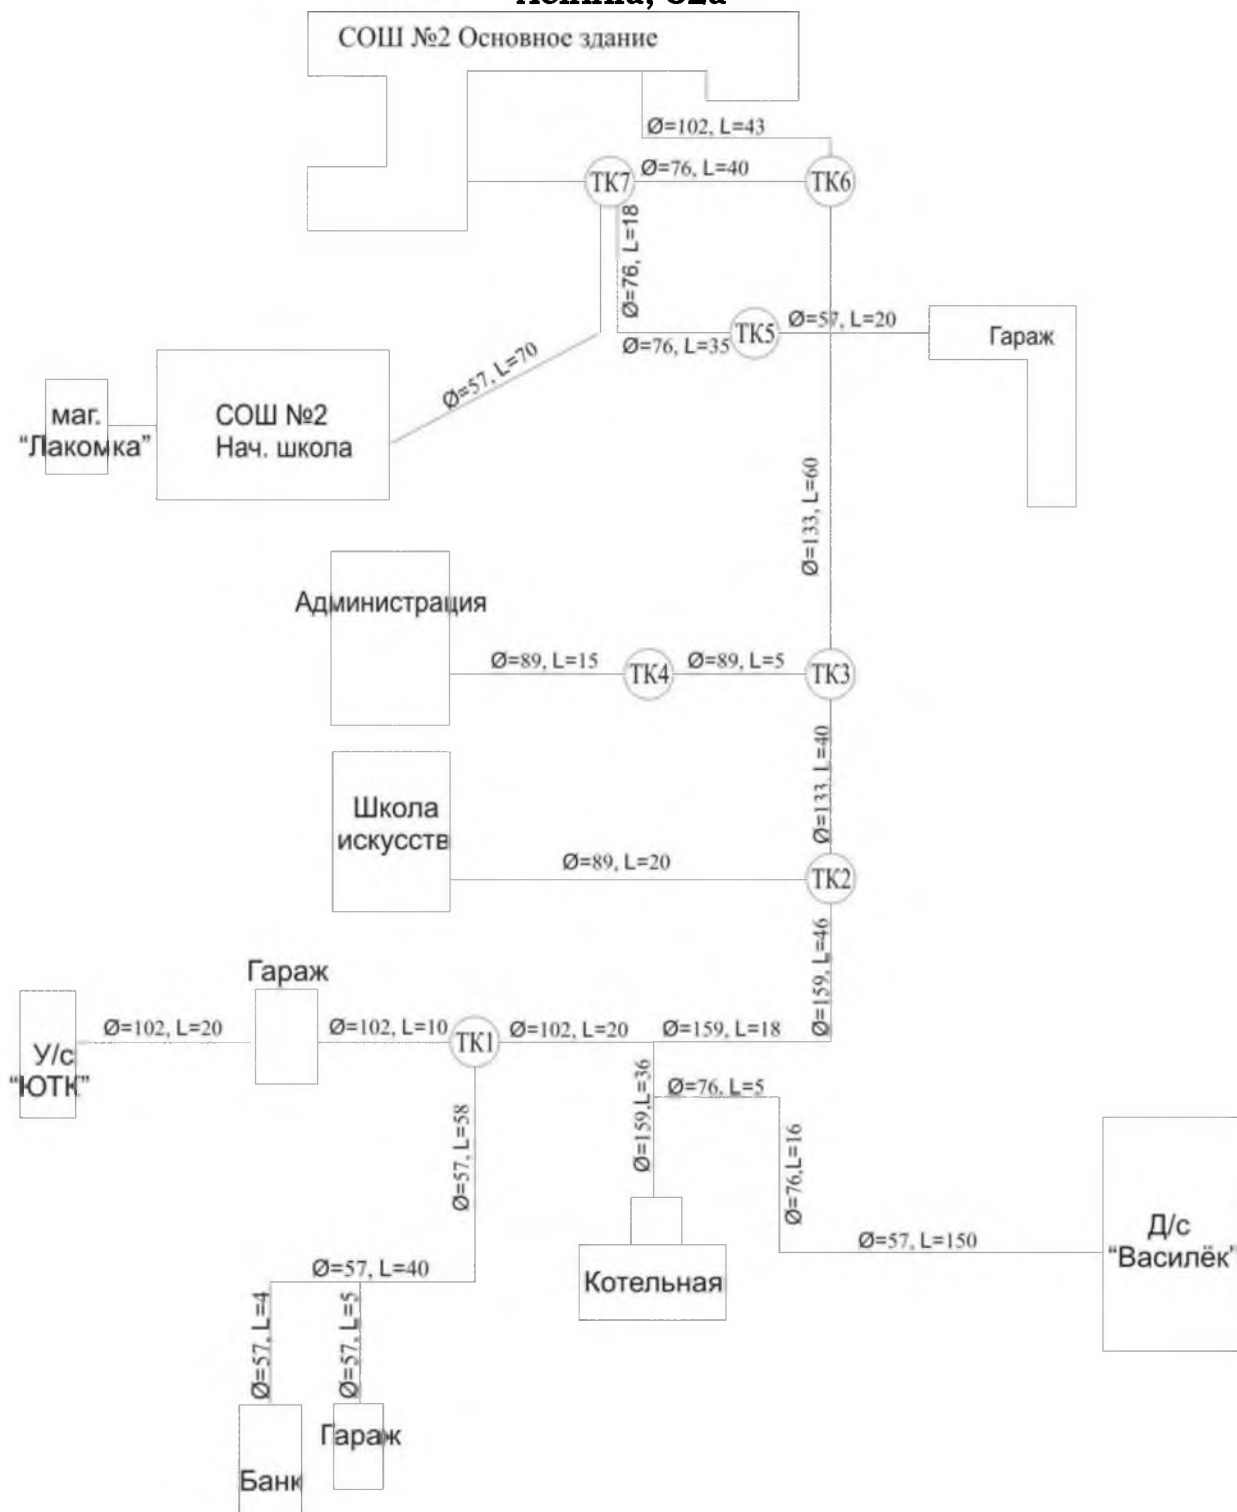 СОШ №2 Основное здание
Ø=102, L=43
ТК7
Ø=76, L=40
ТК6
Ø=76, L=18
Ø=76, L=35
ТК5
Ø=57, L=20
Гараж
Ø=57, L=70
маг.
“Лакомка”
СОШ №2
Нач. школа
Ø=133, L=60
Администрация
Ø=89, L=15
ТК4
Ø=89, L=5
ТК3
Ø=133, L=40
Школа
искусств
Ø=89, L=20
ТК2
Ø=159, L=46
Гараж
У/с
“ЮТК”
Ø=102, L=20
Ø=102, L=10
ТК1
Ø=102, L=20
Ø=159, L=18
Ø=159,L=36
Ø=76, L=5
Ø=57, L=58
Ø=76,L=16
Д/с
“Василёк”
Ø=57, L=150
Котельная
Ø=57, L=40
Ø=57, L=4
Ø=57, L=5
Гараж
Банк